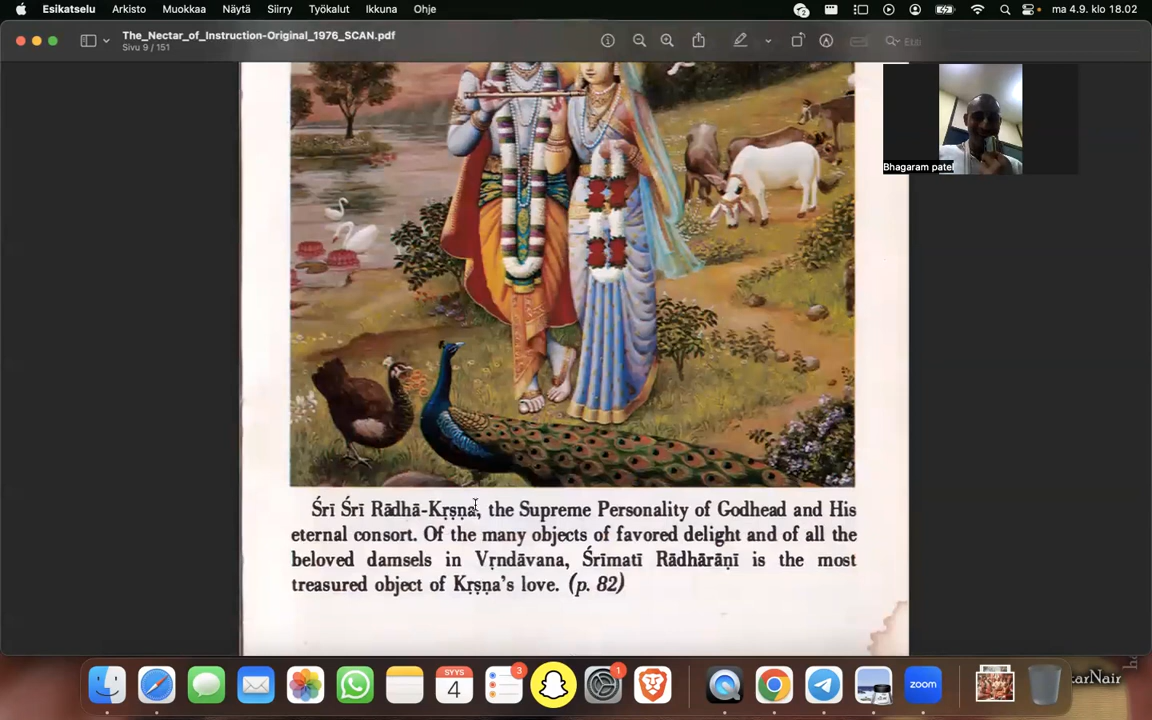 Esikatselu Arkisto Muokkaa Näytä Siirry Työkalut Ikkuna Ohje ma 4.9. klo 18.02
The_Nectar_of_Instruction-Original_1976_SCAN.pdf
Sivu 9 / 151
Etsi
Bhagaram patel
Śrī Śrī Rādhā-Kṛṣṇa, the Supreme Personality of Godhead and His
eternal consort. Of the many objects of favored delight and of all the
beloved damsels in Vṛndāvana, Śrīmatī Rādhārāṇī is the most
treasured object of Kṛṣṇa's love. (p. 82)
SYYS
4
3
1
zoom